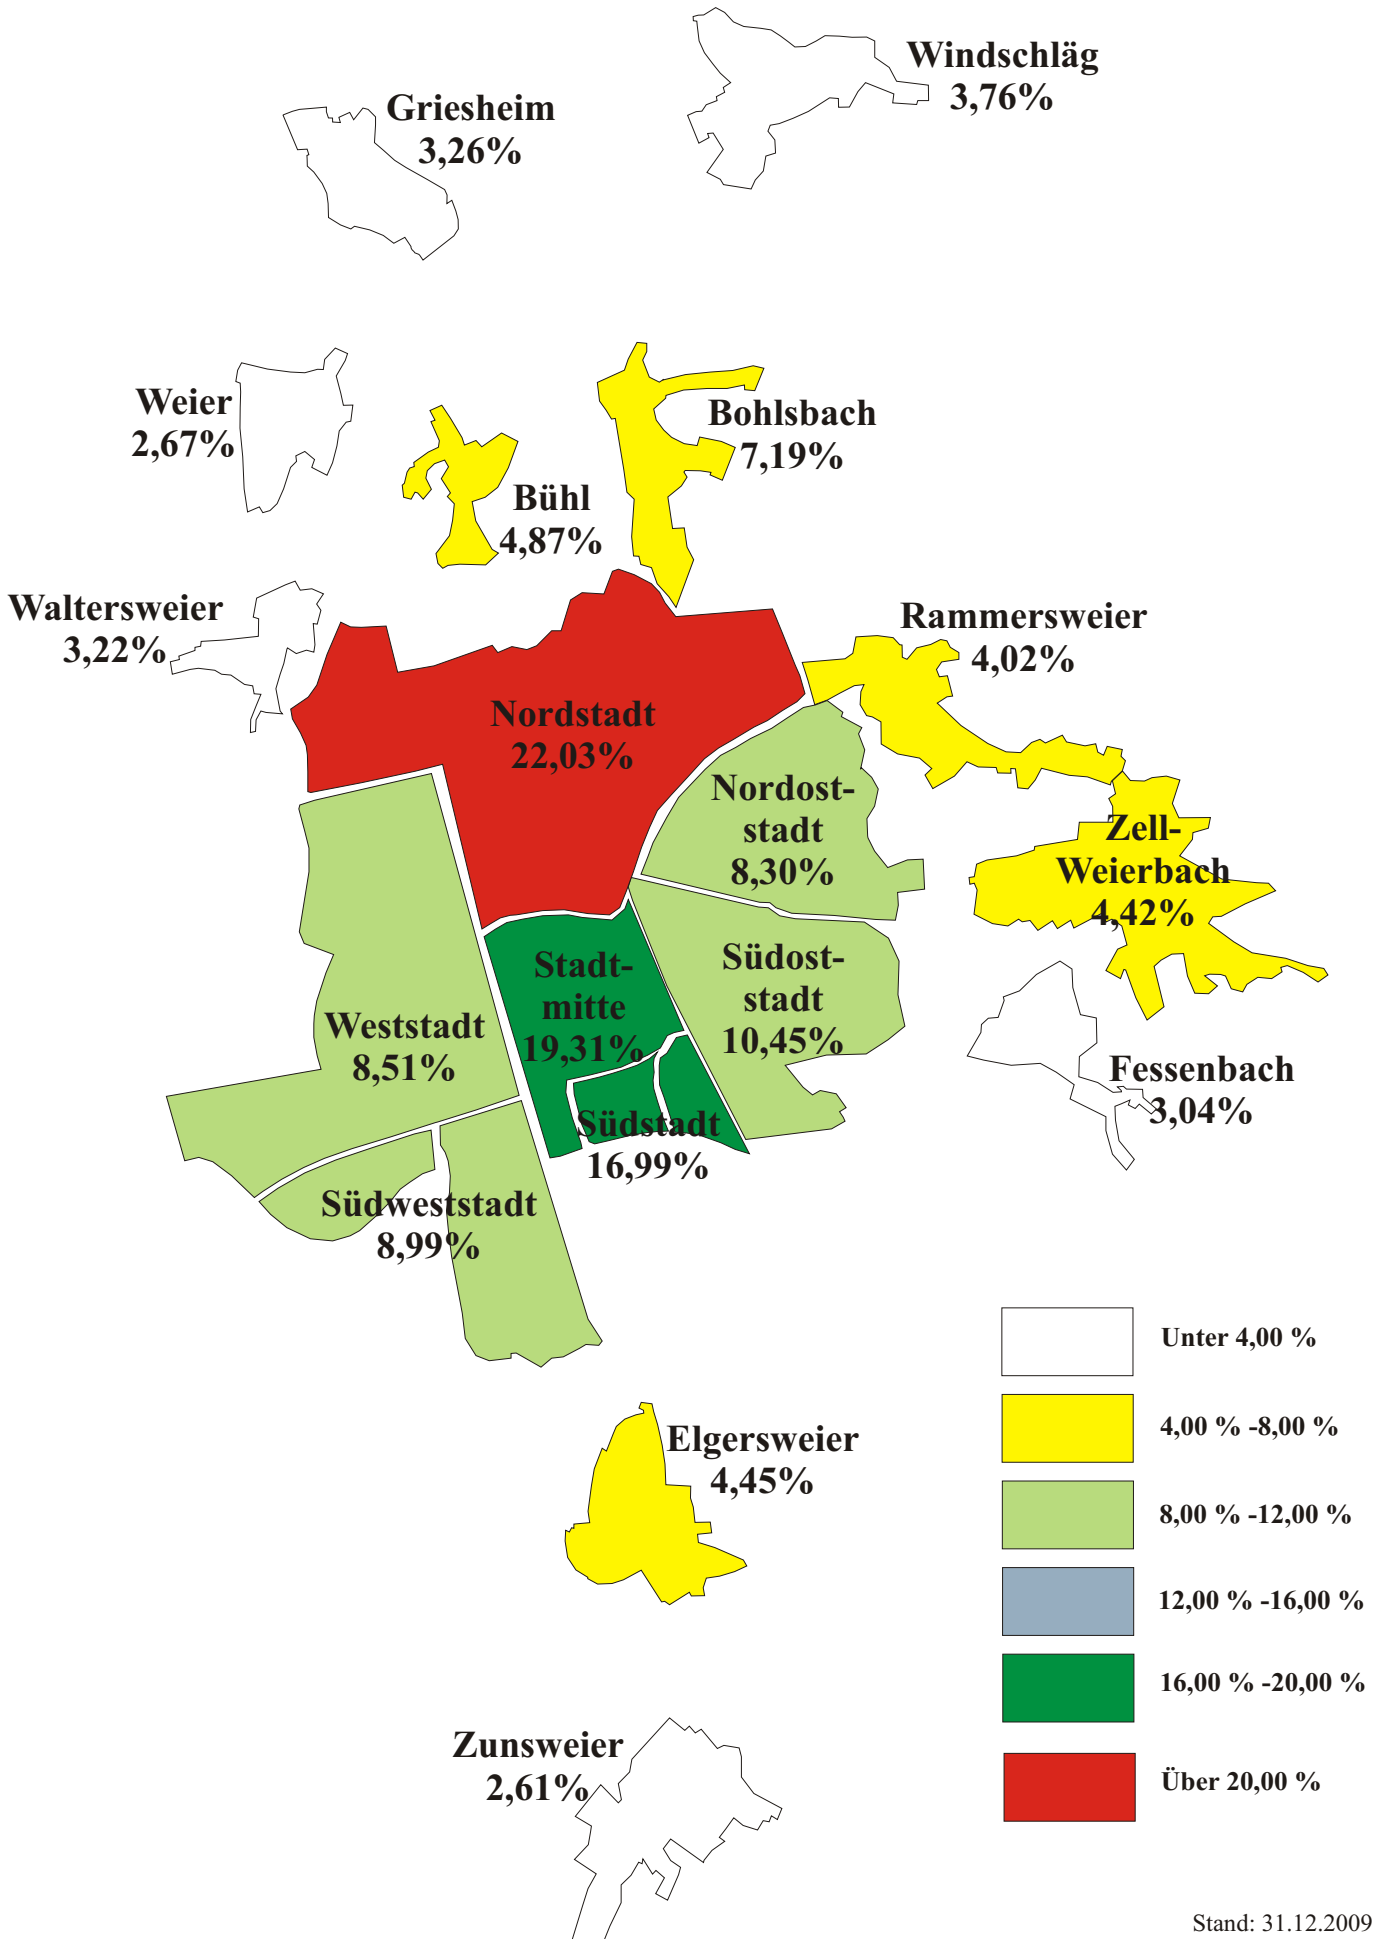 Windschläg
3,76%
Griesheim
3,26%
Weier
2,67%
Bohlsbach
7,19%
Bühl
4,87%
Waltersweier
3,22%
Rammersweier
4,02%
Nordstadt
22,03%
Nordost-
stadt
8,30%
Zell-
Weierbach
4,42%
Stadt-
mitte
19,31%
Südost-
stadt
10,45%
Weststadt
8,51%
Fessenbach
3,04%
Südstadt
16,99%
Südweststadt
8,99%
Elgersweier
4,45%
Zunsweier
2,61%
Unter 4,00 %
4,00 % -8,00 %
8,00 % -12,00 %
12,00 % -16,00 %
16,00 % -20,00 %
Über 20,00 %
Stand: 31.12.2009